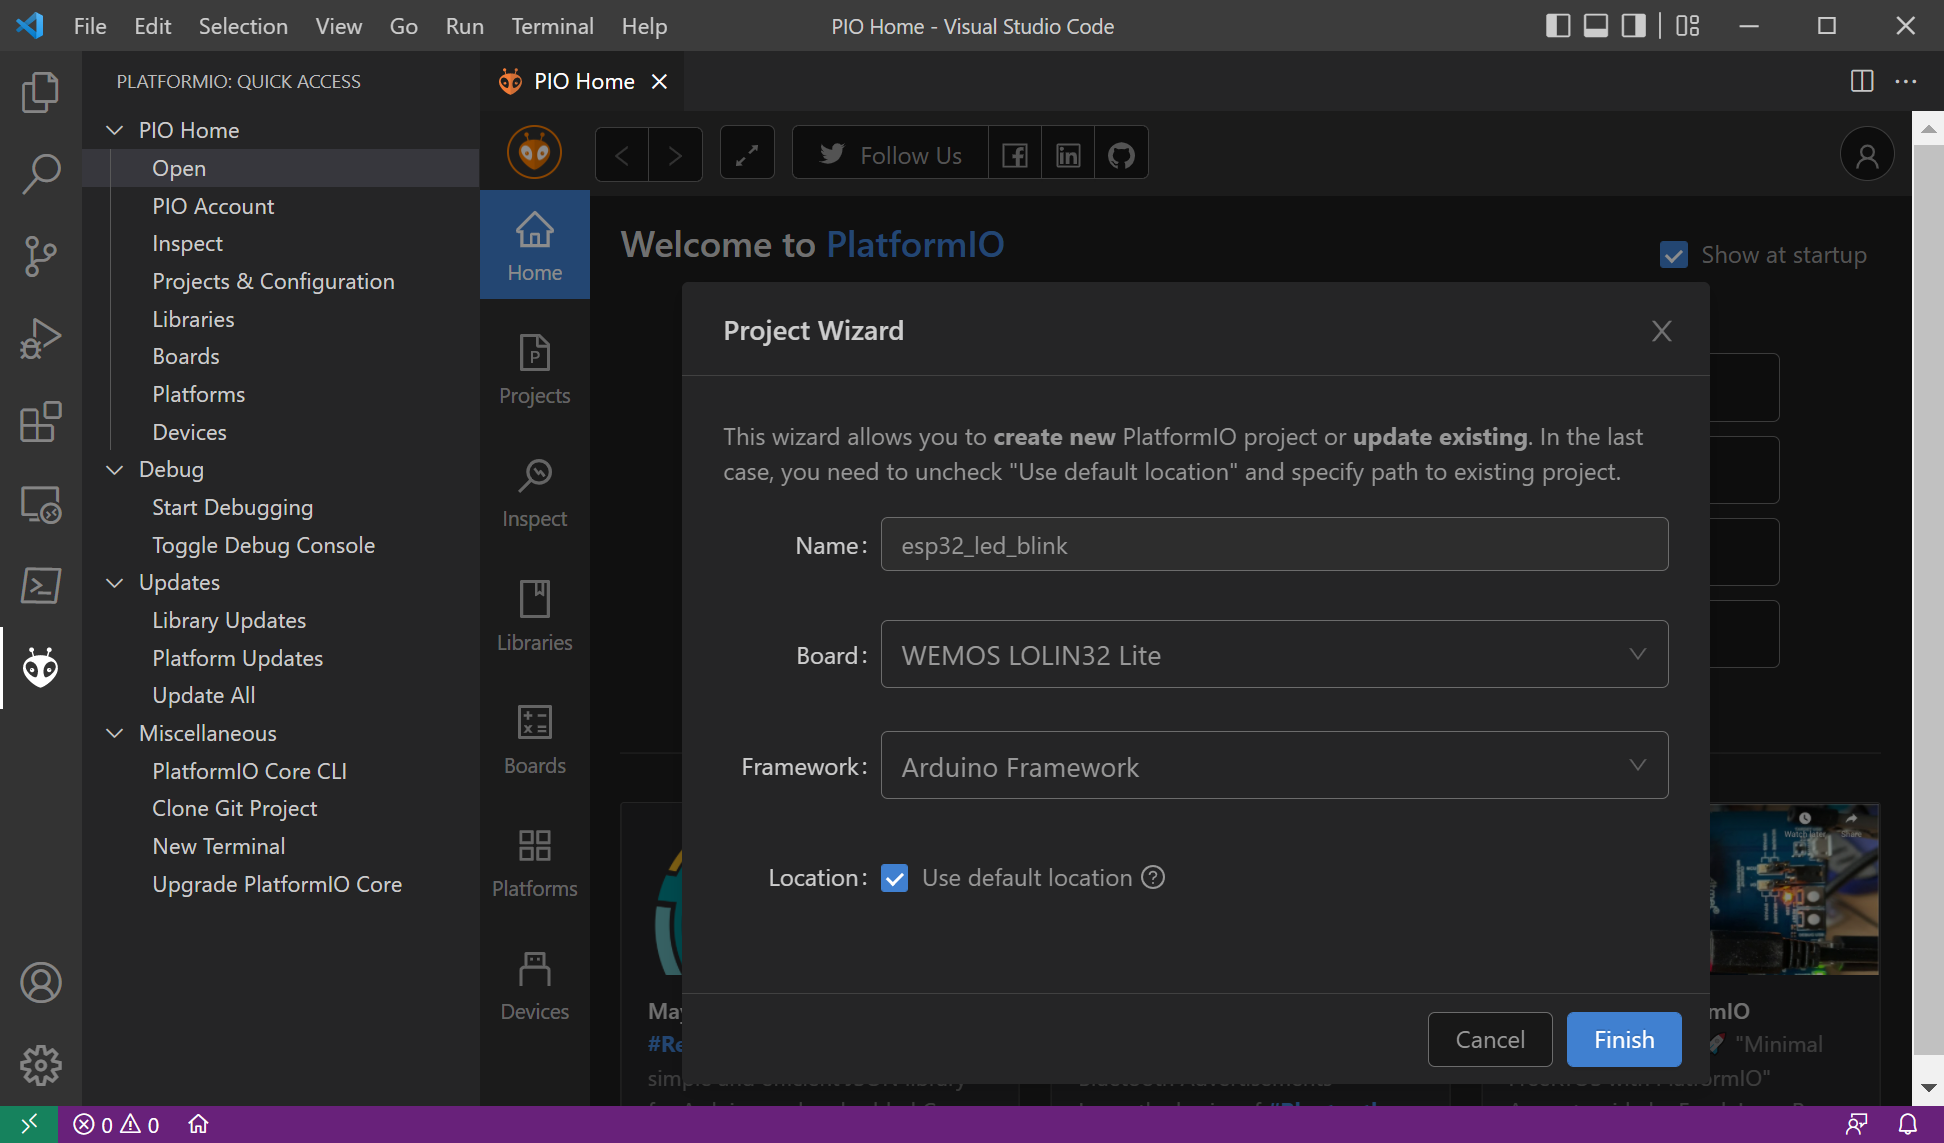 File Edit Selection View Go Run Terminal Help
PIO Home - Visual Studio Code
PLATFORMIO: QUICK ACCESS
PIO Home
Open
PIO Account
Inspect
Projects & Configuration
Libraries
Boards
Platforms
Devices
Debug
Start Debugging
Toggle Debug Console
Updates
Library Updates
Platform Updates
Update All
Miscellaneous
PlatformIO Core CLI
Clone Git Project
New Terminal
Upgrade PlatformIO Core
PIO Home
Follow Us
Home
Projects
Inspect
Libraries
Boards
Platforms
Devices
Welcome to PlatformIO
Show at startup
Project Wizard
This wizard allows you to create new PlatformIO project or update existing. In the last
case, you need to uncheck "Use default location" and specify path to existing project.
Name: esp32_led_blink
Board: WEMOS LOLIN32 Lite
Framework: Arduino Framework
Location: Use default location
Watch later Share
Cancel Finish
"Minimal
0 0